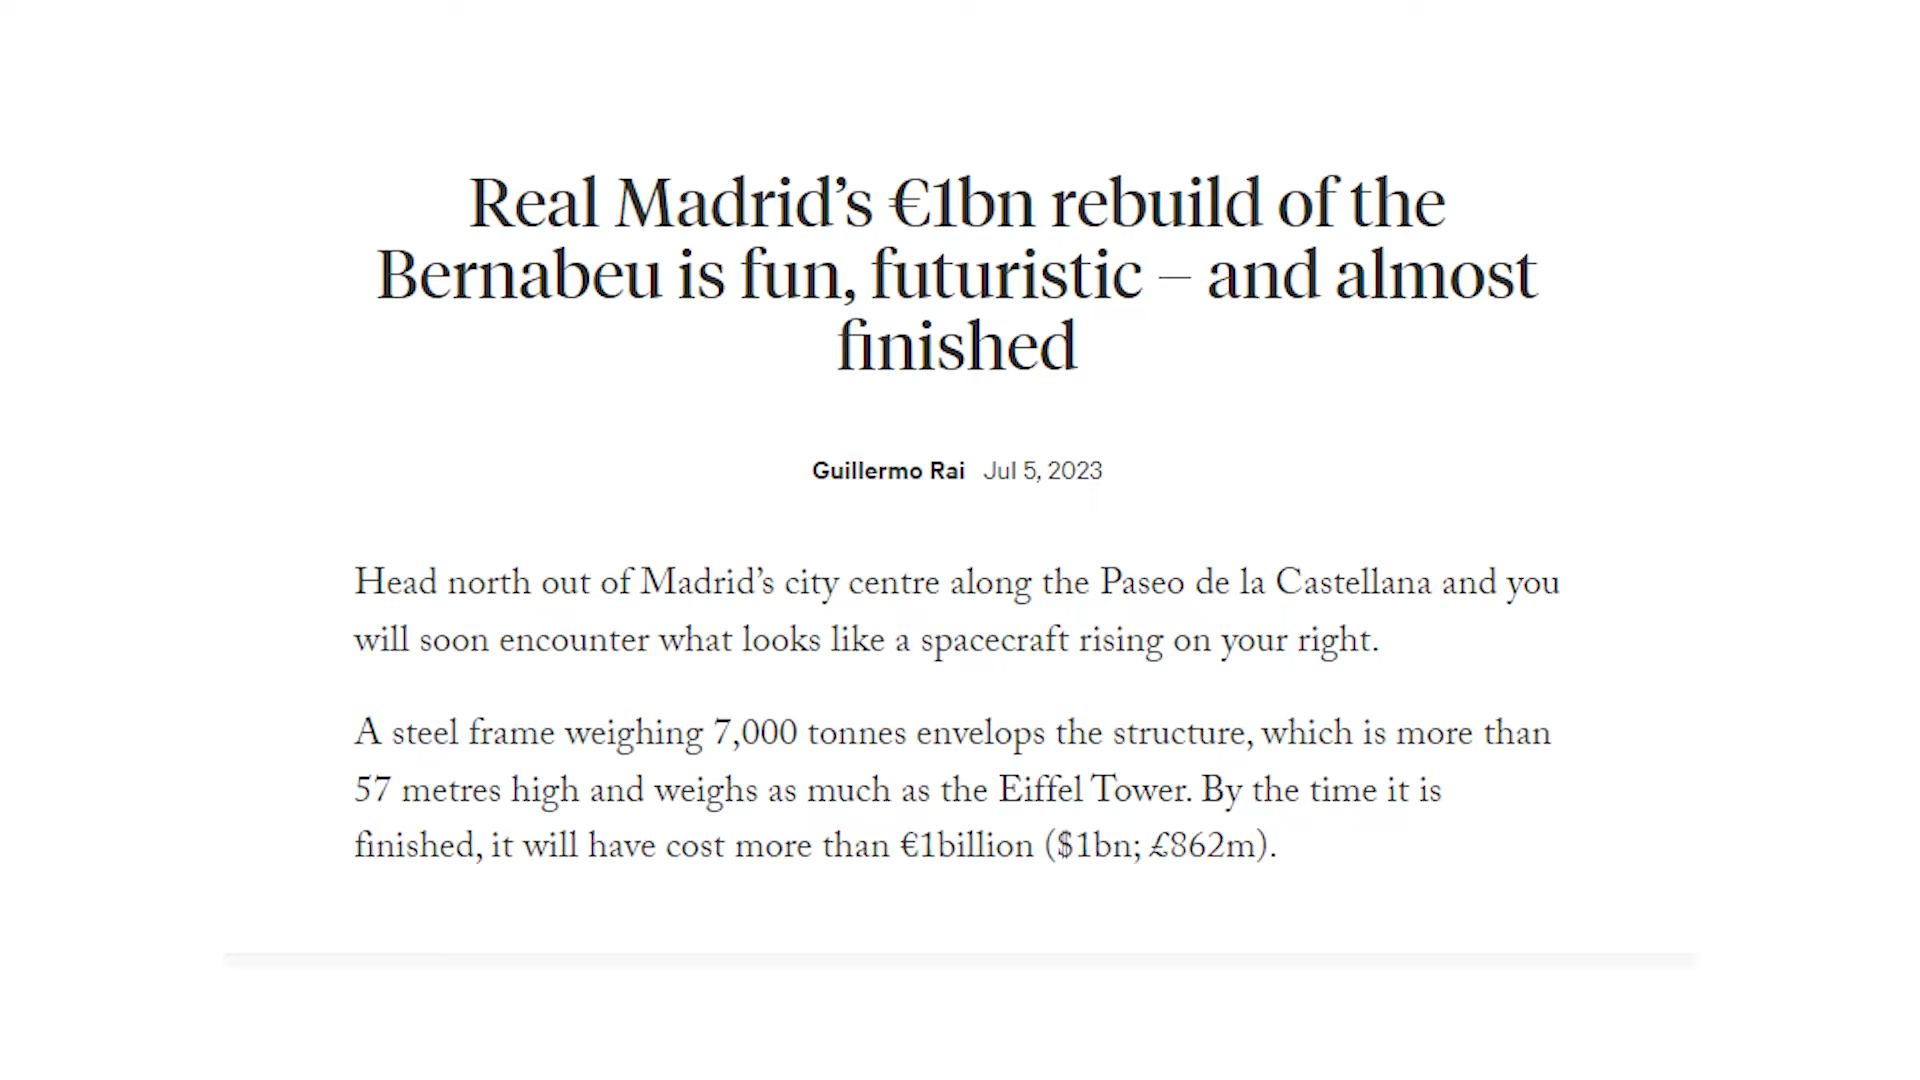 Real Madrid’s €1bn rebuild of the
Bernabeu is fun, futuristic – and almost
finished
Guillermo Rai Jul 5, 2023
Head north out of Madrid’s city centre along the Paseo de la Castellana and you
will soon encounter what looks like a spacecraft rising on your right.
A steel frame weighing 7,000 tonnes envelops the structure, which is more than
57 metres high and weighs as much as the Eiffel Tower. By the time it is
finished, it will have cost more than €1billion ($1bn; £862m).